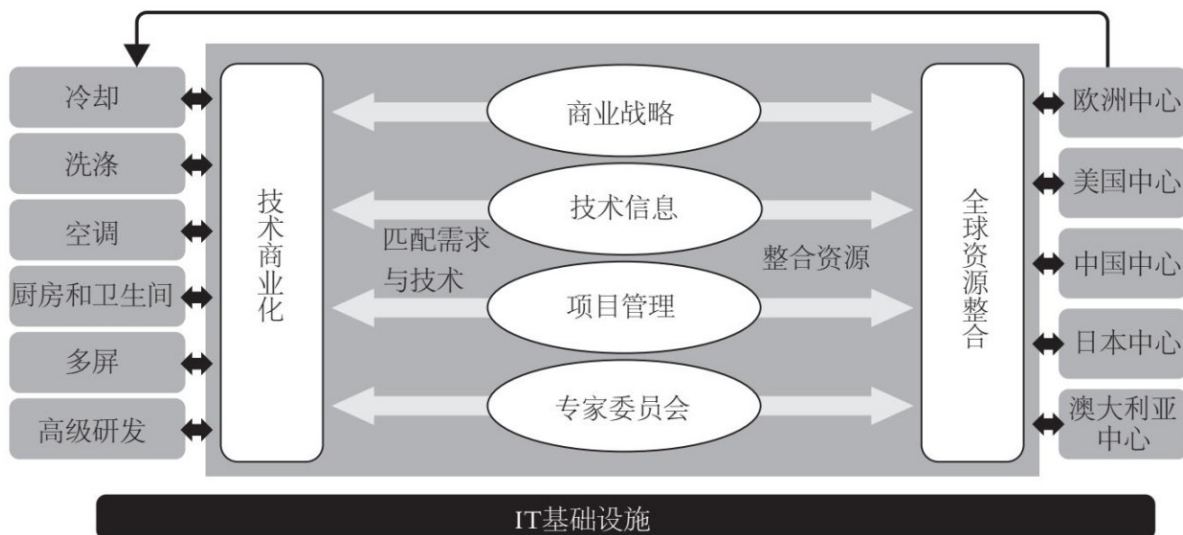 冷却
洗涤
空调
厨房和卫生间
多屏
高级研发
技术商业化
商业战略
技术信息
匹配需求
与技术
整合资源
项目管理
专家委员会
全球资源整合
欧洲中心
美国中心
中国中心
日本中心
澳大利亚
中心
IT基础设施